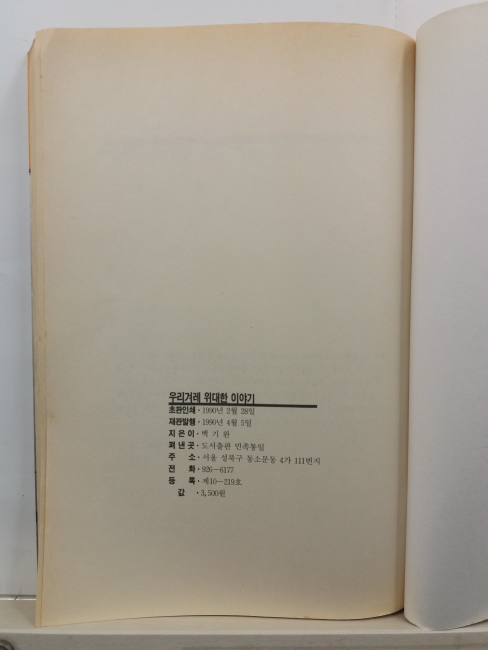 우리겨레 위대한 이야기
초판인쇄·1990년 2월 28일
재판발행·1990년 4월 5일
지은이·백 기 완
펴낸곳·도서출판 민족통일
주 소·서울 성북구 동소문동 4가 111번지
전 화·926-6177
등 록·제10-219호
값 ·3,500원